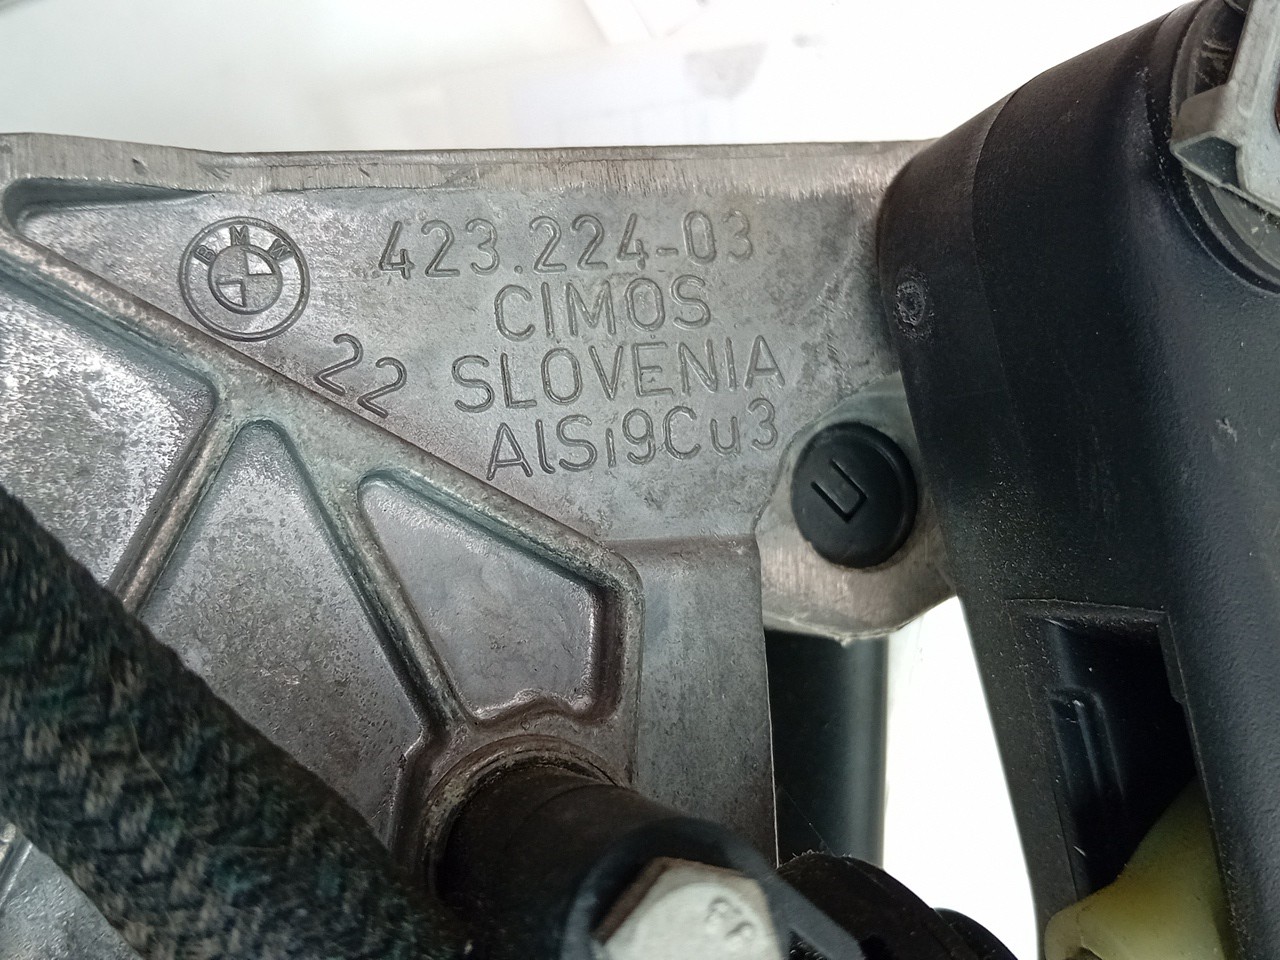 BMW
423.224-03
CIMOS
22
SLOVENIA
AlSi9Cu3
U